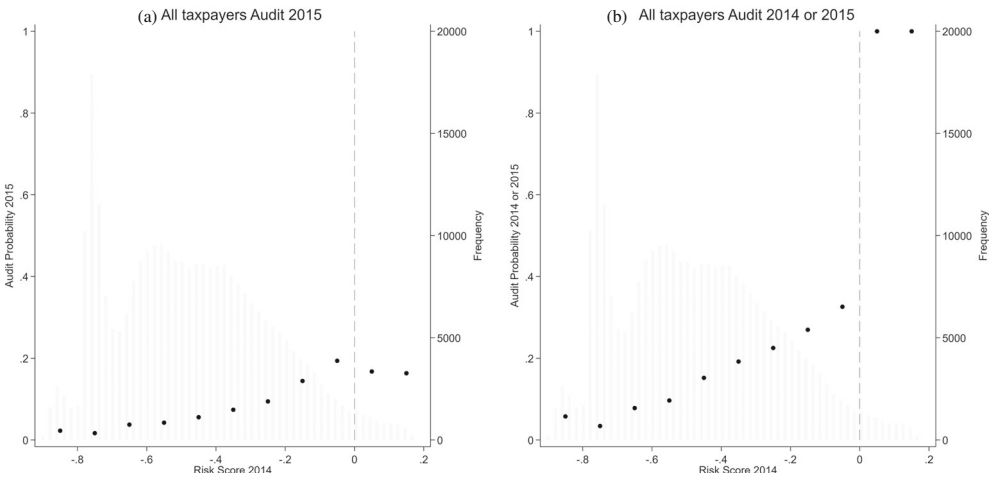 (a) All taxpayers Audit 2015
1
.8
.6
.4
.2
0
Audit Probability 2015
20000
15000
10000
5000
0
Frequency
-.8 -.6 -.4 -.2 0 .2
Risk Score 2014
(b) All taxpayers Audit 2014 or 2015
1
.8
.6
.4
.2
0
Audit Probability 2014 or 2015
20000
15000
10000
5000
0
Frequency
-.8 -.6 -.4 -.2 0 .2
Risk Score 2014